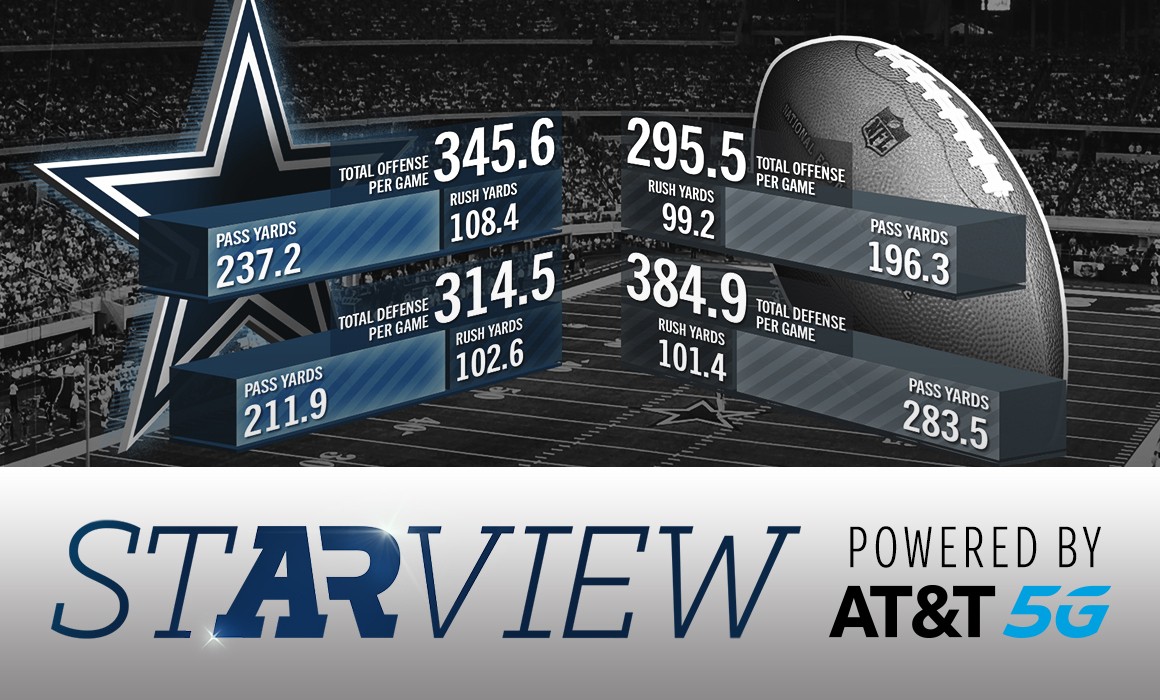 TOTAL OFFENSE
PER GAME
345.6
PASS YARDS
237.2
RUSH YARDS
108.4
TOTAL DEFENSE
PER GAME
314.5
PASS YARDS
211.9
RUSH YARDS
102.6
295.5
TOTAL OFFENSE
PER GAME
RUSH YARDS
99.2
PASS YARDS
196.3
384.9
TOTAL DEFENSE
PER GAME
RUSH YARDS
101.4
PASS YARDS
283.5
NFL
STARVIEW
POWERED BY
AT&T 5G